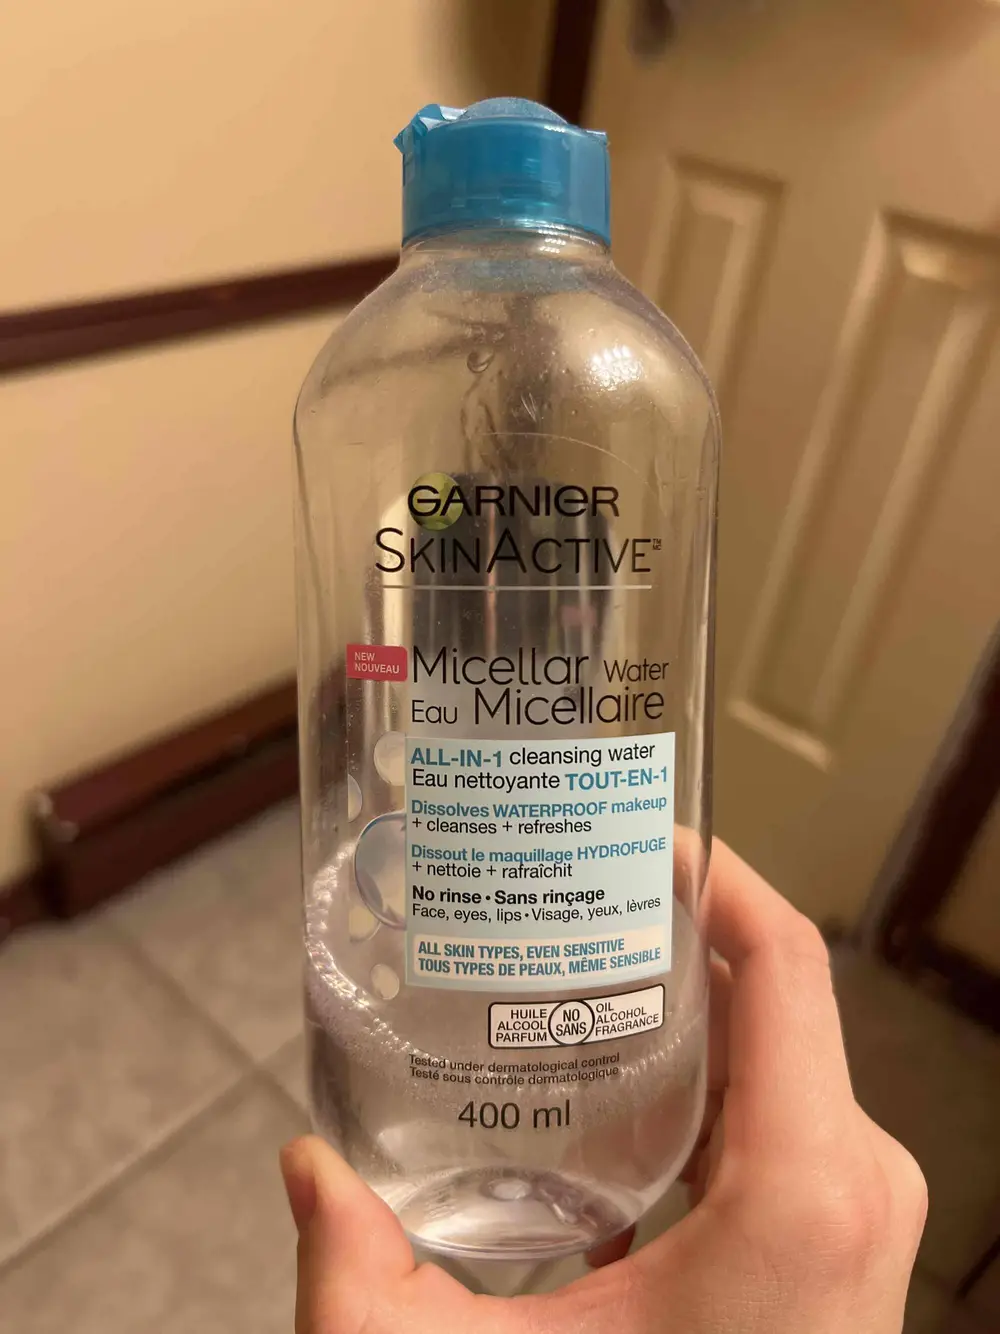 GARNIER
SKINACTIVE TM MC
NEW
NOUVEAU
Micellar Water
Eau Micellaire
ALL-IN-1 cleansing water
Eau nettoyante TOUT-EN-1
Dissolves WATERPROOF makeup
+ cleanses + refreshes
Dissout le maquillage HYDROFUGE
+ nettoie + rafraîchit
No rinse • Sans rinçage
Face, eyes, lips • Visage, yeux, lèvres
ALL SKIN TYPES, EVEN SENSITIVE
TOUS TYPES DE PEAUX, MÊME SENSIBLE
HUILE
ALCOOL
PARFUM
NO
SANS
OIL
ALCOHOL
FRAGRANCE
Tested under dermatological control
Testé sous contrôle dermatologique
400 ml